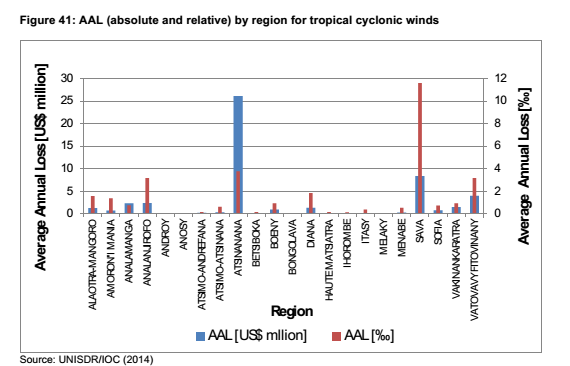 Figure 41: AAL (absolute and relative) by region for tropical cyclonic winds
Average Annual Loss [US$ million]
30
25
20
15
10
5
0
12
10
8
6
4
2
0
Average Annual Loss [‰]
ALAOTRA-MANGORO
AMORON'I MANIA
ANALAMANGA
ANALANJIROFO
ANDROY
ANOSY
ATSIMO-ANDREFANA
ATSIMO-ATSINANA
ATSINANANA
BETSIBOKA
BOENY
BONGOLAVA
DIANA
HAUTE MATSIATRA
IHOROMBE
ITASY
MELAKY
MENABE
SAVA
SOFIA
VAKINANKARATRA
VATOVAVY FITOVINANY
Region
AAL [US$ mllion]
AAL [‰]
Source: UNISDR/IOC (2014)